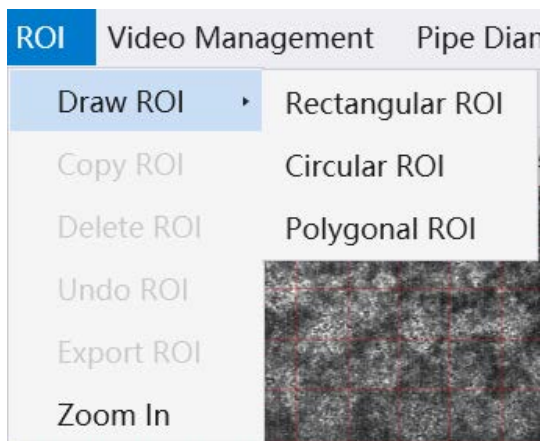 ROI Video Management
Draw ROI Rectangular ROI
Copy ROI Circular ROI
Delete ROI Polygonal ROI
Undo ROI
Export ROI
Zoom In